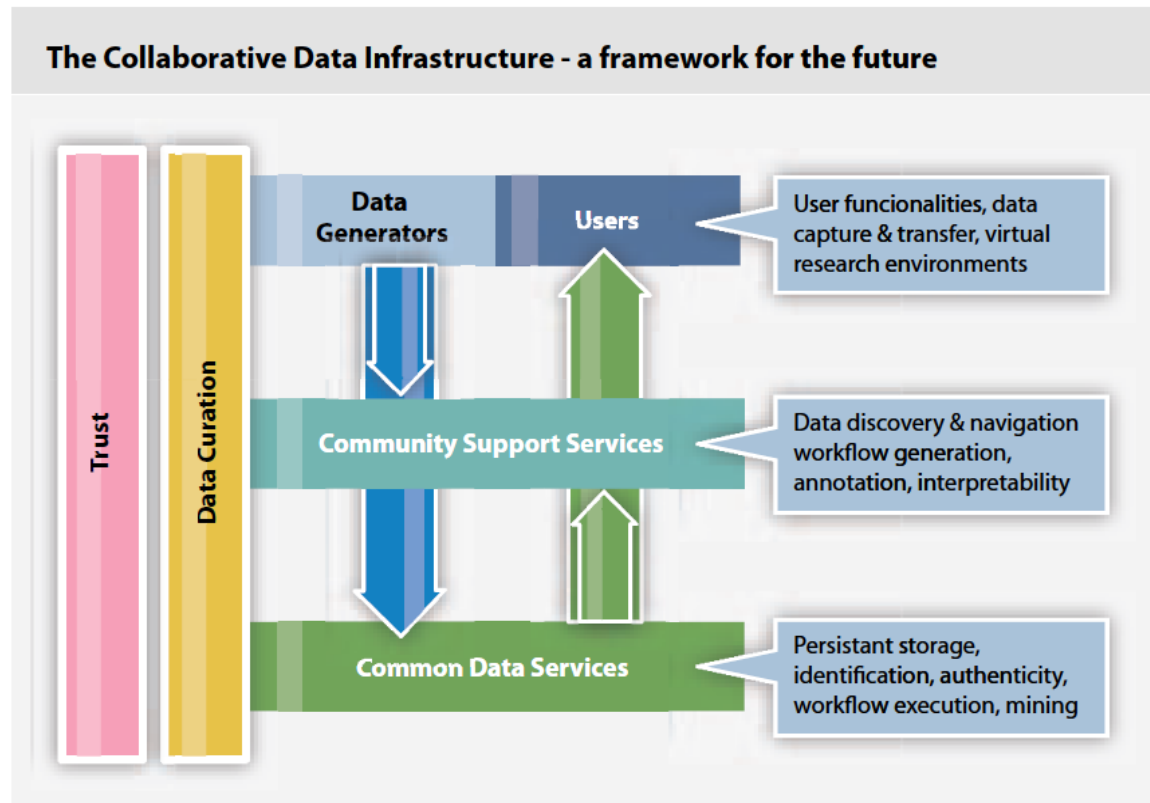 The Collaborative Data Infrastructure - a framework for the future
Trust
Data Curation
Data
Generators
Users
User funcionalities, data
capture & transfer, virtual
research environments
Community Support Services
Data discovery & navigation
workflow generation,
annotation, interpretability
Common Data Services
Persistant storage,
identification, authenticity,
workflow execution, mining